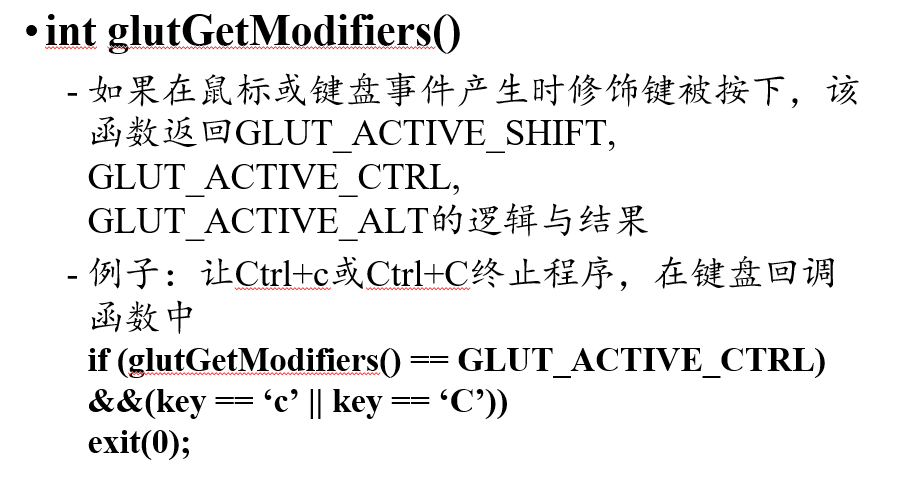 • int glutGetModifiers()
- 如果在鼠标或键盘事件产生时修饰键被按下，该
函数返回GLUT_ACTIVE_SHIFT,
GLUT_ACTIVE_CTRL,
GLUT_ACTIVE_ALT的逻辑与结果
- 例子：让Ctrl+c或Ctrl+C终止程序，在键盘回调
函数中
if (glutGetModifiers() == GLUT_ACTIVE_CTRL)
&&(key == ‘c’ || key == ‘C’))
exit(0);